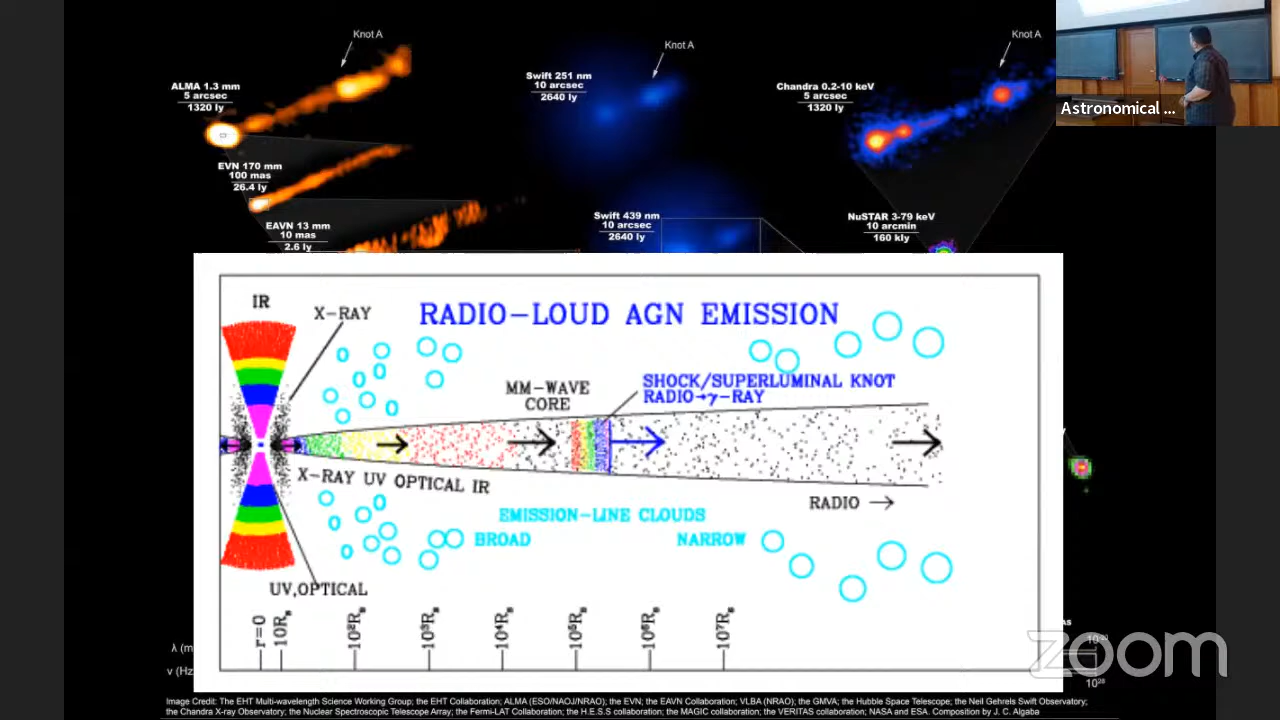 Knot A
Knot A
Knot A
ALMA 1.3 mm
5 arcsec
1320 ly
Swift 251 nm
10 arcsec
2640 ly
Chandra 0.2-10 keV
5 arcsec
1320 ly
Astronomical ...
EVN 170 mm
100 mas
26.4 ly
EAVN 13 mm
10 mas
2.6 ly
Swift 439 nm
10 arcsec
2640 ly
NuSTAR 3-79 keV
10 arcmin
160 kly
IR
X-RAY
RADIO-LOUD AGN EMISSION
MM-WAVE
CORE
SHOCK/SUPERLUMINAL KNOT
RADIO→γ-RAY
X-RAY UV OPTICAL IR
RADIO →
EMISSION-LINE CLOUDS
BROAD
NARROW
UV,OPTICAL
r=0
10Rs
10²Rs
10³Rs
10⁴Rs
10⁵Rs
10⁶Rs
10⁷Rs
λ (m
ν (Hz
10²⁸
zoom
Image Credit: The EHT Multi-wavelength Science Working Group; the EHT Collaboration; ALMA (ESO/NAOJ/NRAO); the EVN; the EAVN Collaboration; VLBA (NRAO); the GMVA; the Hubble Space Telescope; the Neil Gehrels Swift Observatory;
the Chandra X-ray Observatory; the Nuclear Spectroscopic Telescope Array; the Fermi-LAT Collaboration; the H.E.S.S collaboration; the MAGIC collaboration; the VERITAS collaboration; NASA and ESA. Composition by J. C. Algaba